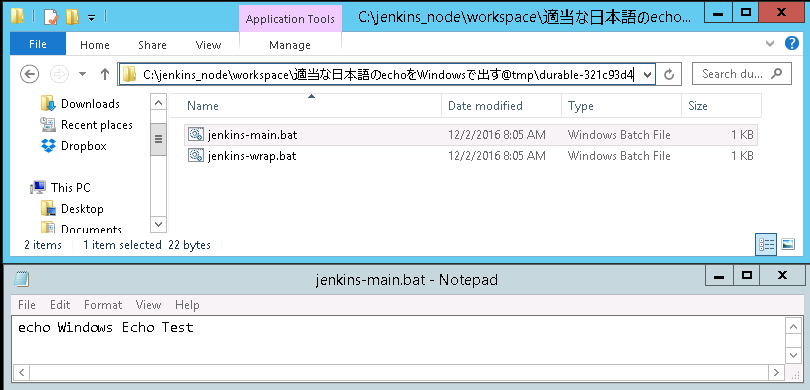 Application Tools
C:\jenkins_node\workspace\適当な日本語のecho...
File Home Share View Manage
C:\jenkins_node\workspace\適当な日本語のechoをWindowsで出す@tmp\durable-321c93d4
Search du...
Downloads
Recent places
Dropbox
This PC
Desktop
Documents
Name Date modified Type Size
jenkins-main.bat 12/2/2016 8:05 AM Windows Batch File 1 KB
jenkins-wrap.bat 12/2/2016 8:05 AM Windows Batch File 1 KB
2 items 1 item selected 22 bytes
jenkins-main.bat - Notepad
File Edit Format View Help
echo Windows Echo Test